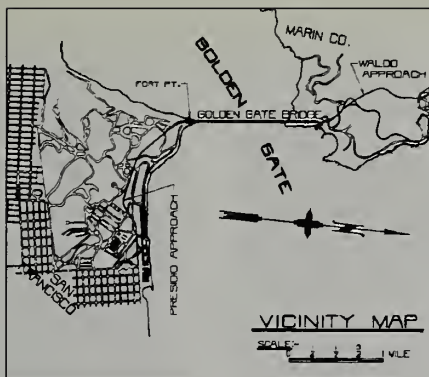 MARIN CO.
WALDO
APPROACH
GOLDEN
FORT PT.
GOLDEN GATE BRIDGE
GATE
PRESIDIO APPROACH
N
SAN
FRANCISCO
VICINITY MAP
SCALE:-
0
1 MILE